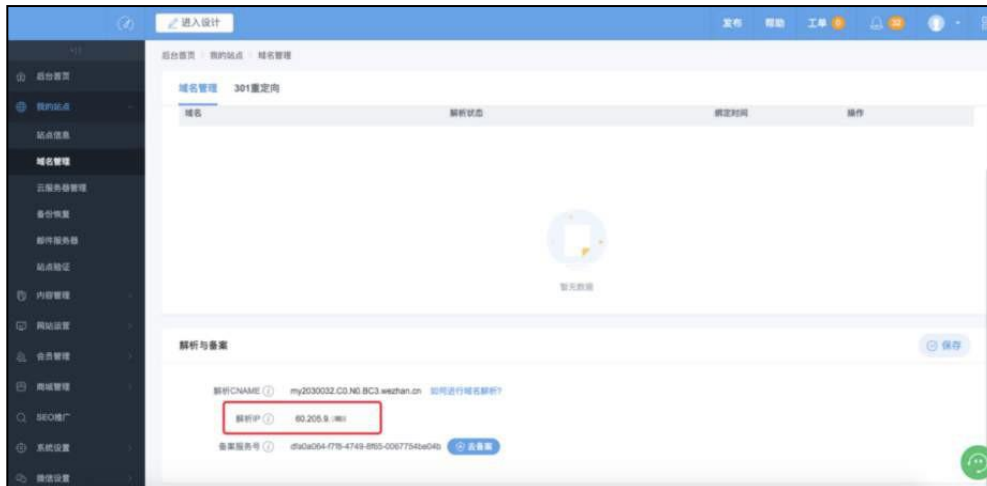 进入设计
发布 帮助 工单 0 32
后台首页 我的站点 域名管理
后台首页
我的站点
站点信息
域名管理
云服务器管理
备份恢复
邮件服务器
站点验证
内容管理
网站运营
会员管理
商城管理
SEO推广
系统设置
微信设置
域名管理 301重定向
域名 解析状态 绑定时间 操作
暂无数据
解析与备案 保存
解析CNAME my2030032.C0.N0.BC3.wezhan.cn 如何进行域名解析?
解析IP 60.205.9.
备案服务号 去备案